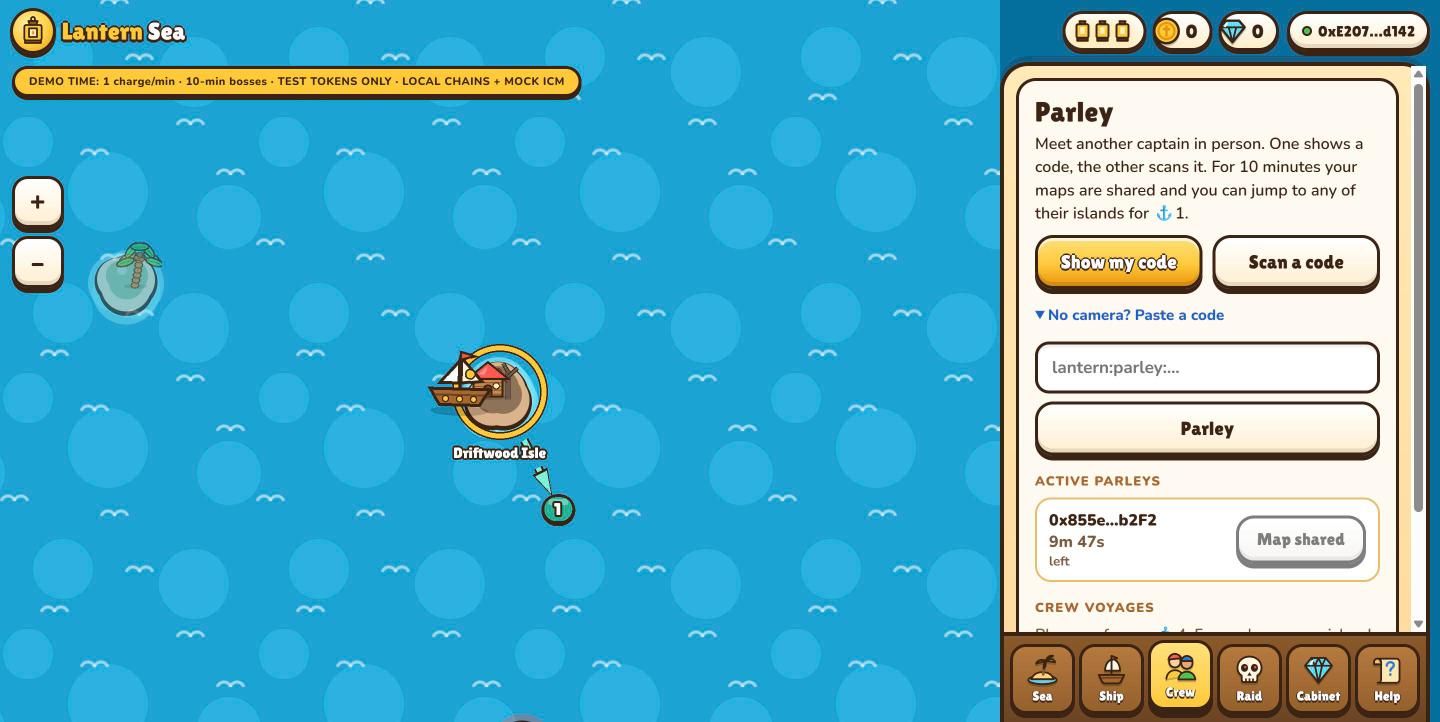 Lantern Sea
0
0
0xE207...d142
DEMO TIME: 1 charge/min · 10-min bosses · TEST TOKENS ONLY · LOCAL CHAINS + MOCK ICM
+
−
Driftwood Isle
1
Parley
Meet another captain in person. One shows a
code, the other scans it. For 10 minutes your
maps are shared and you can jump to any of
their islands for ⚓ 1.
Show my code
Scan a code
▼ No camera? Paste a code
lantern:parley:...
Parley
ACTIVE PARLEYS
0x855e...b2F2
9m 47s
left
Map shared
CREW VOYAGES
Sea
Ship
Crew
Raid
Cabinet
Help